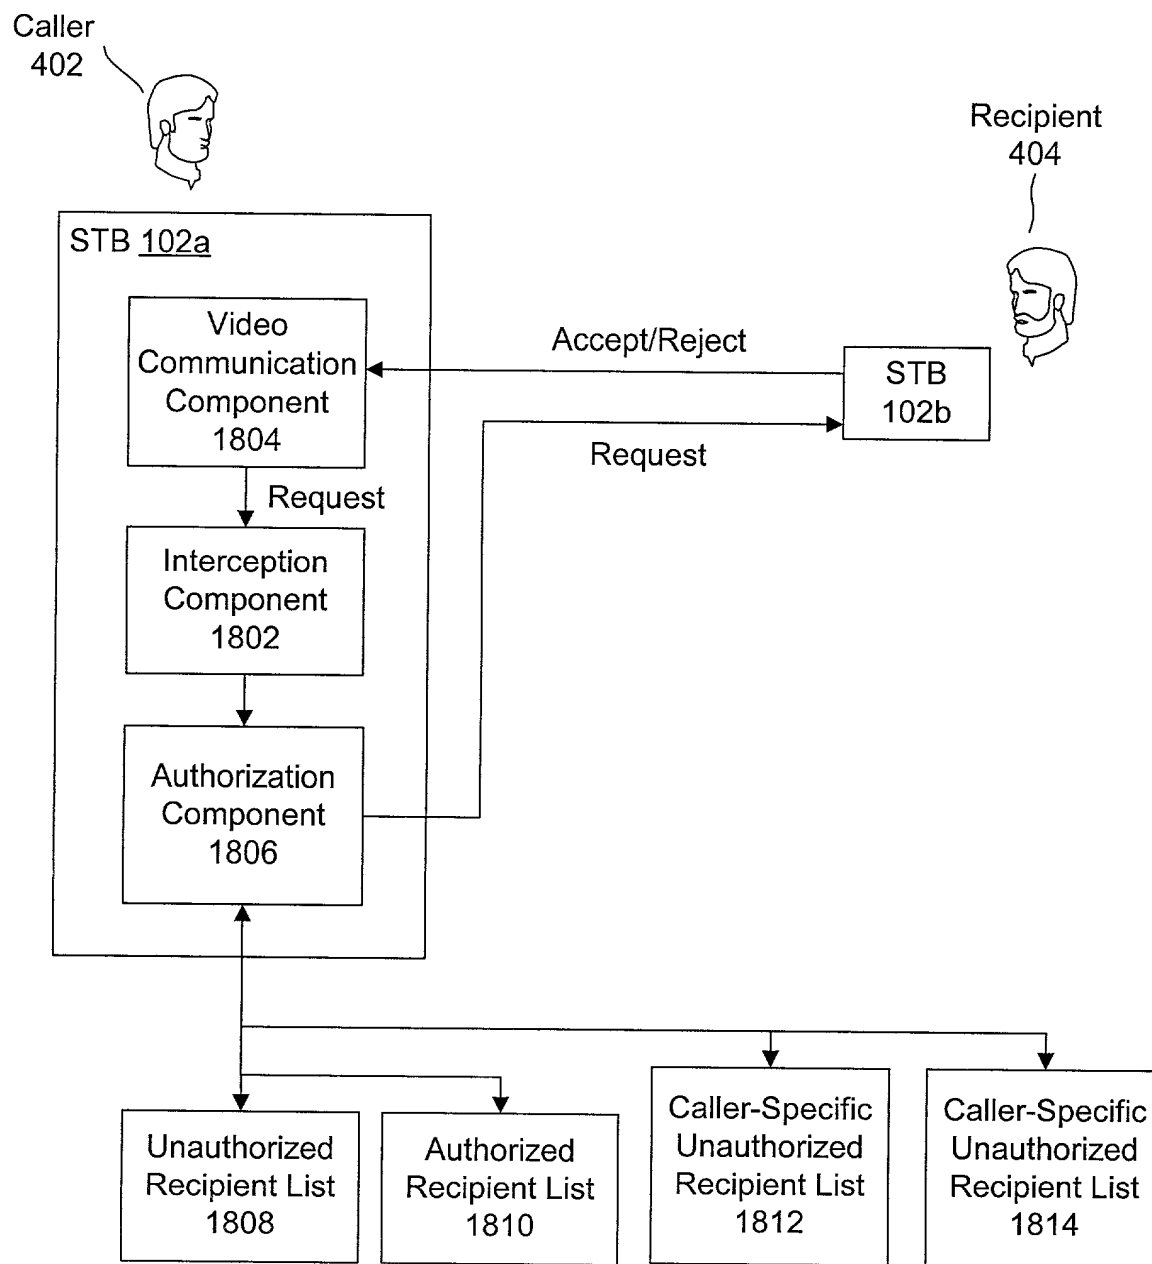 Caller
402
Recipient
404
STB 102a
Video
Communication
Component
1804
Accept/Reject
STB
102b
Request
Request
Interception
Component
1802
Authorization
Component
1806
Unauthorized
Recipient List
1808
Authorized
Recipient List
1810
Caller-Specific
Unauthorized
Recipient List
1812
Caller-Specific
Unauthorized
Recipient List
1814